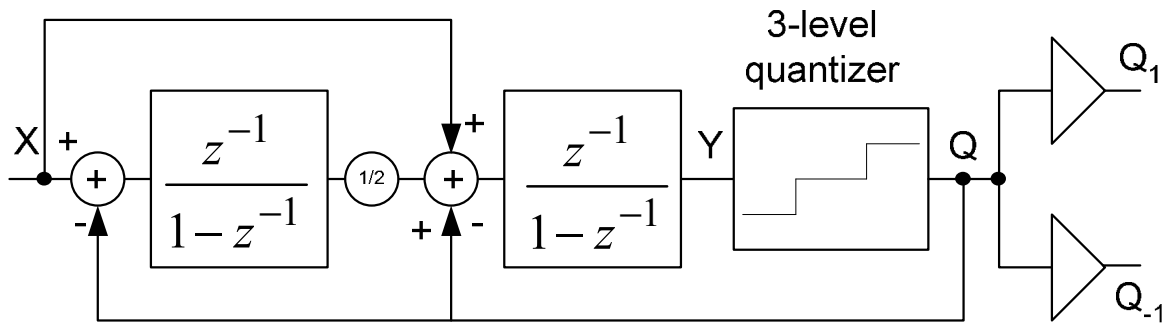 3-level
quantizer
X
+
+
-
z⁻¹
1 - z⁻¹
1/2
+
+
+
-
z⁻¹
1 - z⁻¹
Y
Q
Q₁
Q₋₁